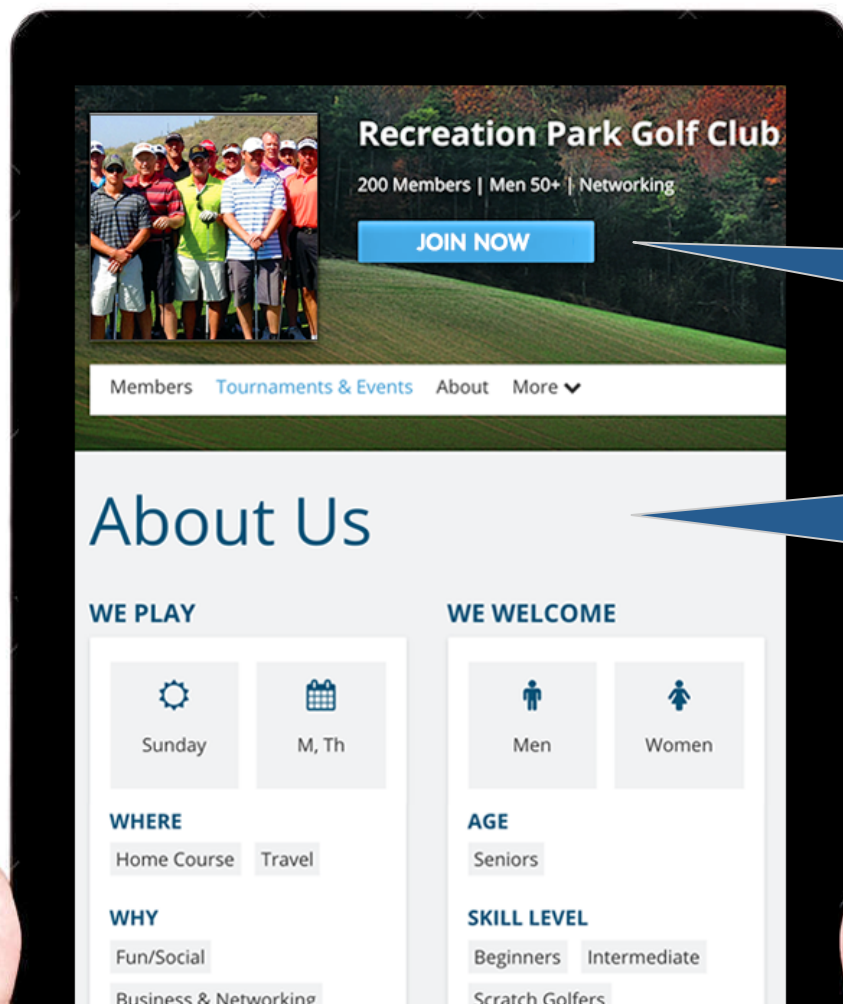 Recreation Park Golf Club
200 Members | Men 50+ | Networking
JOIN NOW
Members Tournaments & Events About More
About Us
WE PLAY
Sunday M, Th
WHERE
Home Course Travel
WHY
Fun/Social
Business & Networking
WE WELCOME
Men Women
AGE
Seniors
SKILL LEVEL
Beginners Intermediate
Scratch Golfers